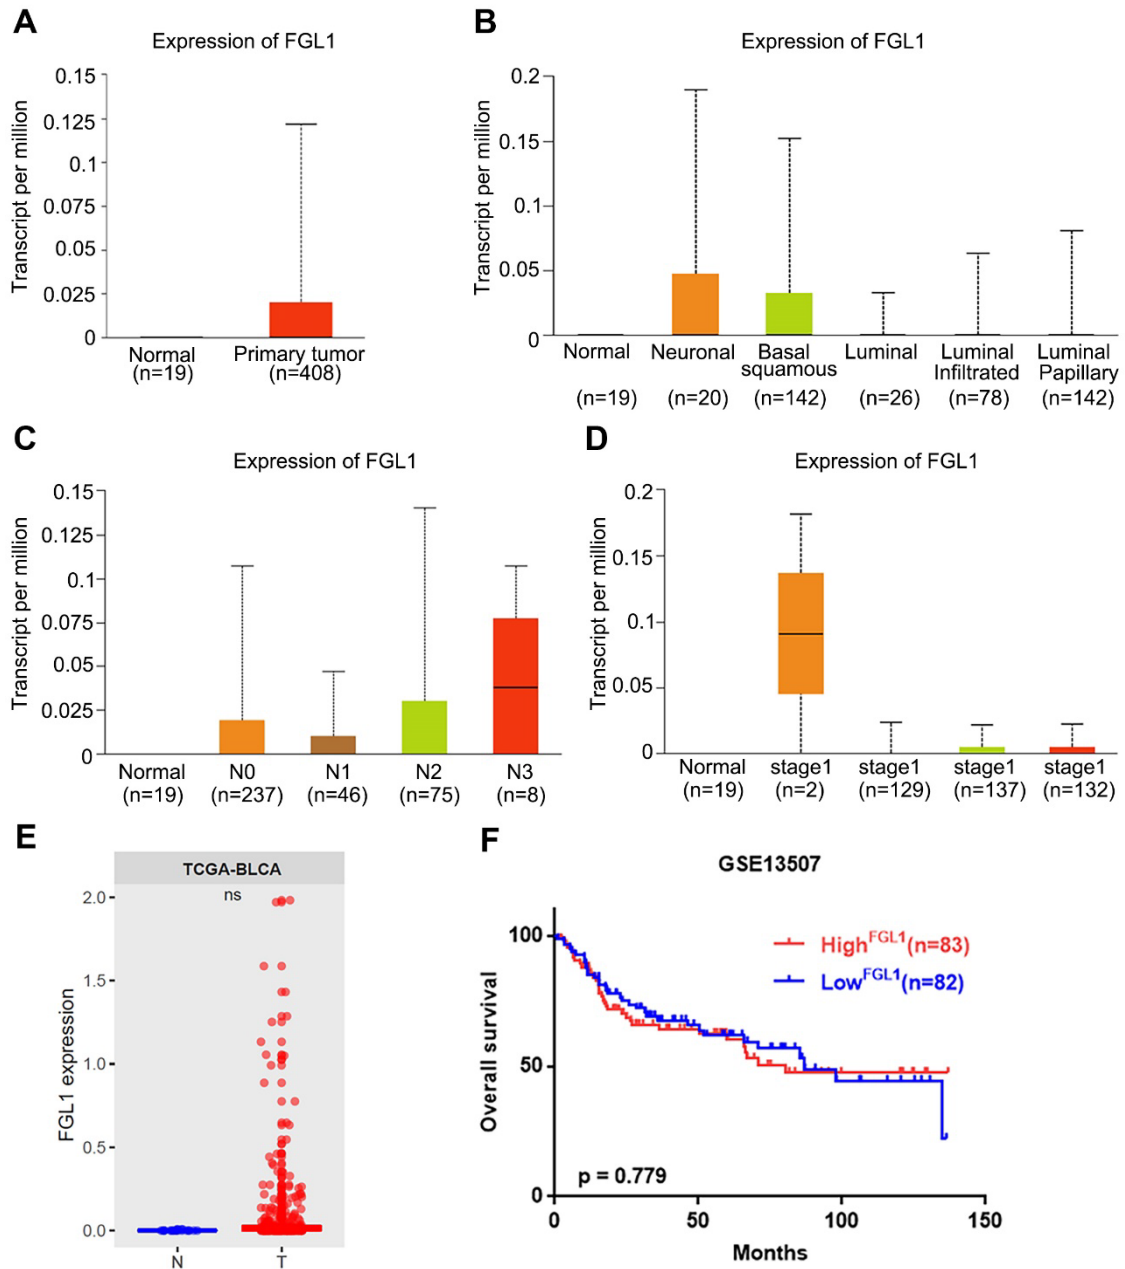 A
Expression of FGL1
Transcript per million
0.15
0.125
0.1
0.075
0.05
0.025
0
Normal
(n=19)
Primary tumor
(n=408)
B
Expression of FGL1
Transcript per million
0.2
0.15
0.1
0.05
0
Normal
(n=19)
Neuronal
(n=20)
Basal
squamous
(n=142)
Luminal
(n=26)
Luminal
Infiltrated
(n=78)
Luminal
Papillary
(n=142)
C
Expression of FGL1
Transcript per million
0.15
0.125
0.1
0.075
0.05
0.025
0
Normal
(n=19)
N0
(n=237)
N1
(n=46)
N2
(n=75)
N3
(n=8)
D
Expression of FGL1
Transcript per million
0.2
0.15
0.1
0.05
0
Normal
(n=19)
stage1
(n=2)
stage1
(n=129)
stage1
(n=137)
stage1
(n=132)
E
TCGA-BLCA
ns
FGL1 expression
2.0
1.5
1.0
0.5
0.0
N
T
F
GSE13507
Overall survival
100
50
0
High^FGL1(n=83)
Low^FGL1(n=82)
p = 0.779
0
50
100
150
Months